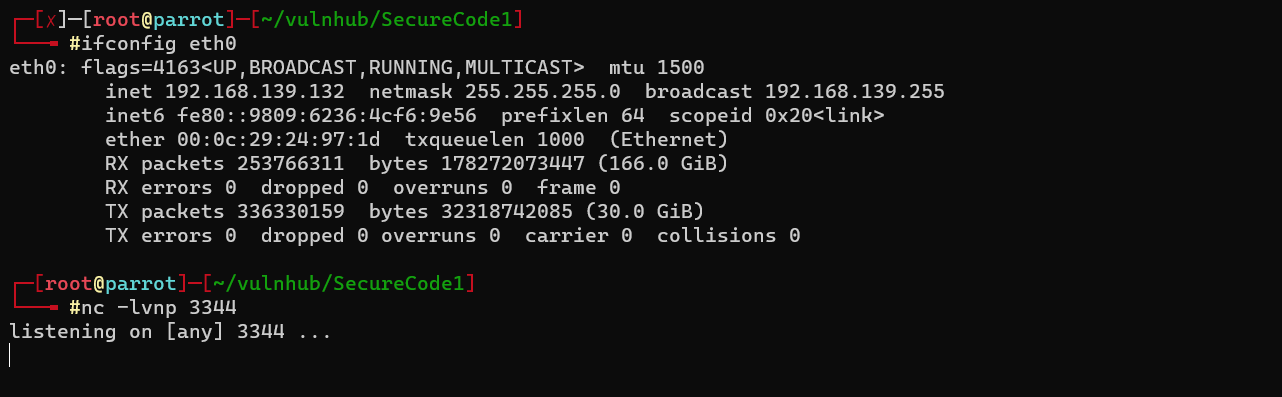 ┌─[✗]─[root@parrot]─[~/vulnhub/SecureCode1]
└──╼ #ifconfig eth0
eth0: flags=4163<UP,BROADCAST,RUNNING,MULTICAST>  mtu 1500
        inet 192.168.139.132  netmask 255.255.255.0  broadcast 192.168.139.255
        inet6 fe80::9809:6236:4cf6:9e56  prefixlen 64  scopeid 0x20<link>
        ether 00:0c:29:24:97:1d  txqueuelen 1000  (Ethernet)
        RX packets 253766311  bytes 178272073447 (166.0 GiB)
        RX errors 0  dropped 0  overruns 0  frame 0
        TX packets 336330159  bytes 32318742085 (30.0 GiB)
        TX errors 0  dropped 0 overruns 0  carrier 0  collisions 0
┌─[root@parrot]─[~/vulnhub/SecureCode1]
└──╼ #nc -lvnp 3344
listening on [any] 3344 ...